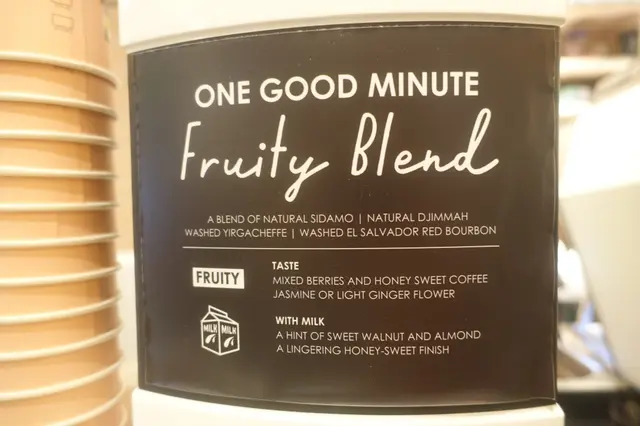 ONE GOOD MINUTE
Fruity Blend
A BLEND OF NATURAL SIDAMO | NATURAL DJIMMAH
WASHED YIRGACHEFFE | WASHED EL SALVADOR RED BOURBON
FRUITY
TASTE
MIXED BERRIES AND HONEY SWEET COFFEE
JASMINE OR LIGHT GINGER FLOWER
MILK MILK
WITH MILK
A HINT OF SWEET WALNUT AND ALMOND
A LINGERING HONEY-SWEET FINISH